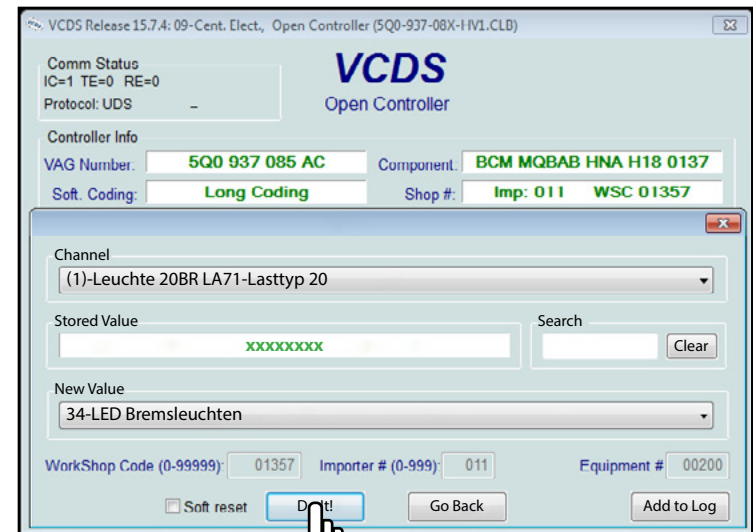 VCDS Release 15.7.4: 09-Cent. Elect., Open Controller (5Q0-937-08X-HV1.CLB)
Comm Status
IC=1 TE=0 RE=0
Protocol: UDS –
VCDS
Open Controller
Controller Info
VAG Number: 5Q0 937 085 AC Component: BCM MQBAB HNA H18 0137
Soft. Coding: Long Coding Shop #: Imp: 011 WSC 01357
Channel
(1)-Leuchte 20BR LA71-Lasttyp 20
Stored Value Search
xxxxxxxx Clear
New Value
34-LED Bremsleuchten
WorkShop Code (0-99999): 01357 Importer # (0-999): 011 Equipment # 00200
Soft reset Do It! Go Back Add to Log